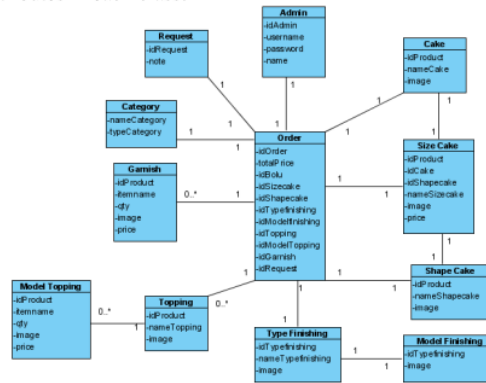 Admin
-idAdmin
-username
-password
-name
Request
-idRequest
-note
Cake
-idProduct
-nameCake
-image
Category
-nameCategory
-typeCategory
Order
-idOrder
-totalPrice
-idBolu
-idSizecake
-idShapecake
-idTypefinishing
-idModelfinishing
-idTopping
-idModelTopping
-idGarnish
-idRequest
Size Cake
-idProduct
-idCake
-idShapecake
-nameSizecake
-image
-price
Garnish
-idProduct
-itemname
-qty
-image
-price
Shape Cake
-idProduct
-nameShapecake
-image
Model Topping
-idProduct
-itemname
-qty
-image
-price
Topping
-idProduct
-nameTopping
-image
Type Finishing
-idTypefinishing
-nameTypefinishing
-image
Model Finishing
-idTypefinishing
-image
1
1
1
1
1
1
1
1
1
0..*
1
1
1
1
1
1
1
1
0..*
0..*
1
1
1
1
1